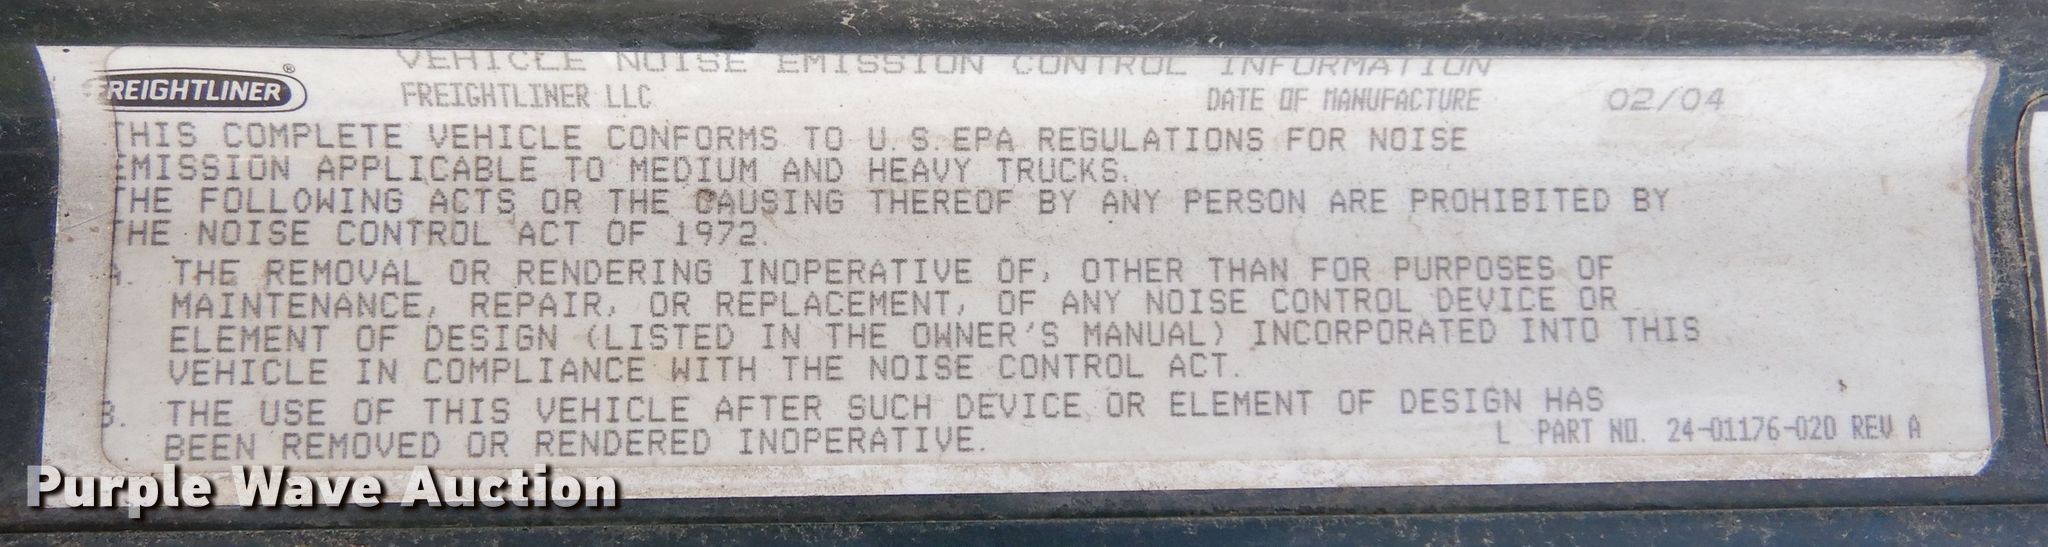 VEHICLE NOISE EMISSION CONTROL INFORMATION
FREIGHTLINER®
FREIGHTLINER LLC DATE OF MANUFACTURE 02/04
THIS COMPLETE VEHICLE CONFORMS TO U.S.EPA REGULATIONS FOR NOISE
EMISSION APPLICABLE TO MEDIUM AND HEAVY TRUCKS.
THE FOLLOWING ACTS OR THE CAUSING THEREOF BY ANY PERSON ARE PROHIBITED BY
THE NOISE CONTROL ACT OF 1972.
A. THE REMOVAL OR RENDERING INOPERATIVE OF, OTHER THAN FOR PURPOSES OF
MAINTENANCE, REPAIR, OR REPLACEMENT, OF ANY NOISE CONTROL DEVICE OR
ELEMENT OF DESIGN (LISTED IN THE OWNER'S MANUAL) INCORPORATED INTO THIS
VEHICLE IN COMPLIANCE WITH THE NOISE CONTROL ACT.
B. THE USE OF THIS VEHICLE AFTER SUCH DEVICE OR ELEMENT OF DESIGN HAS
BEEN REMOVED OR RENDERED INOPERATIVE.
L PART NO. 24-01176-020 REV A
Purple Wave Auction